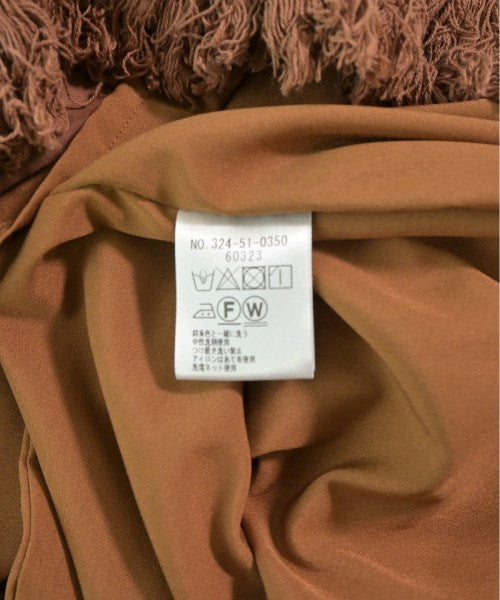 NO. 324-51-0350
60323
F W
同系色と一緒に洗う
中性洗剤使用
つけ置き洗い禁止
アイロンはあて布使用
洗濯ネット使用